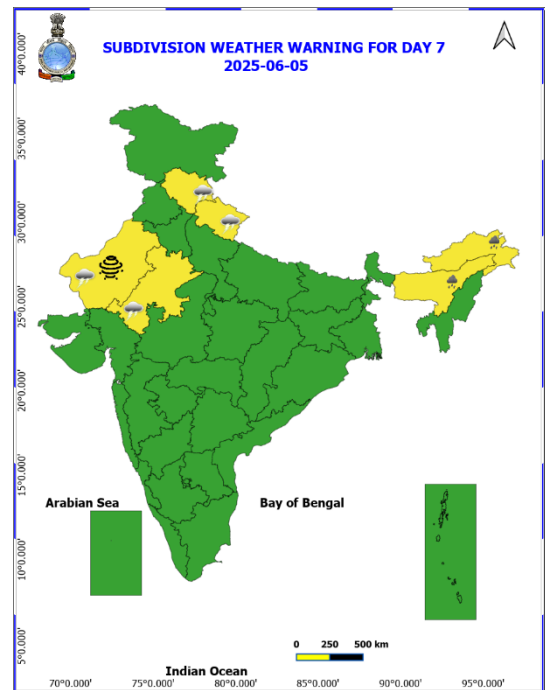 SUBDIVISION WEATHER WARNING FOR DAY 7
2025-06-05
40°0.000'
35°0.000'
30°0.000'
25°0.000'
20°0.000'
15°0.000'
10°0.000'
5°0.000'
Arabian Sea
Bay of Bengal
0 250 500 km
Indian Ocean
70°0.000' 75°0.000' 80°0.000' 85°0.000' 90°0.000' 95°0.000'